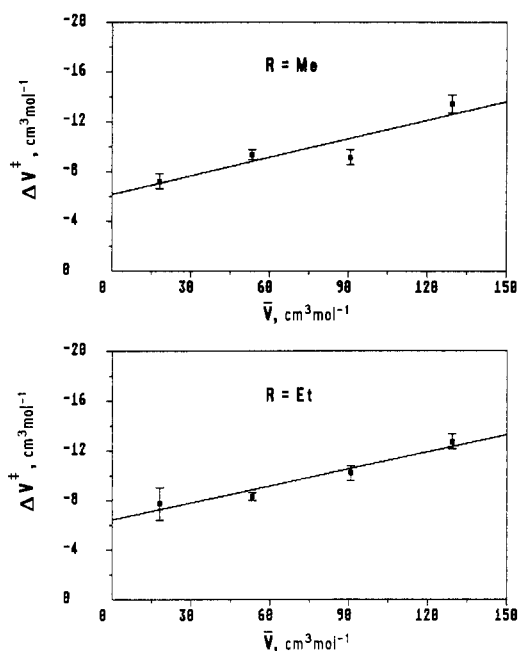 -20
-16
-12
-8
-4
0
ΔV‡, cm³mol⁻¹
R = Me
0 30 60 90 120 150
V̄, cm³mol⁻¹
-20
-16
-12
-8
-4
-0
ΔV‡, cm³mol⁻¹
R = Et
0 30 60 90 120 150
V̄, cm³mol⁻¹